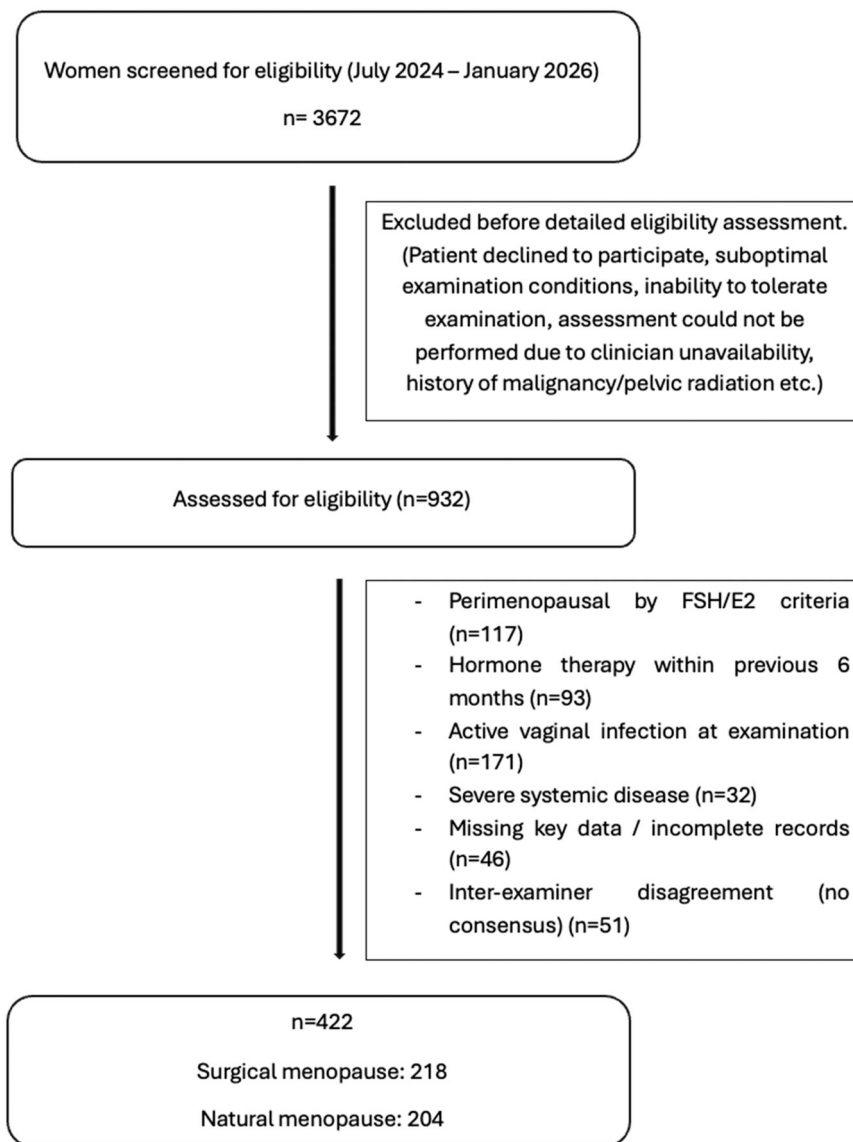 Women screened for eligibility (July 2024 – January 2026)
n= 3672
Excluded before detailed eligibility assessment.
(Patient declined to participate, suboptimal
examination conditions, inability to tolerate
examination, assessment could not be
performed due to clinician unavailability,
history of malignancy/pelvic radiation etc.)
Assessed for eligibility (n=932)
- Perimenopausal by FSH/E2 criteria
(n=117)
- Hormone therapy within previous 6
months (n=93)
- Active vaginal infection at examination
(n=171)
- Severe systemic disease (n=32)
- Missing key data / incomplete records
(n=46)
- Inter-examiner disagreement (no
consensus) (n=51)
n=422
Surgical menopause: 218
Natural menopause: 204